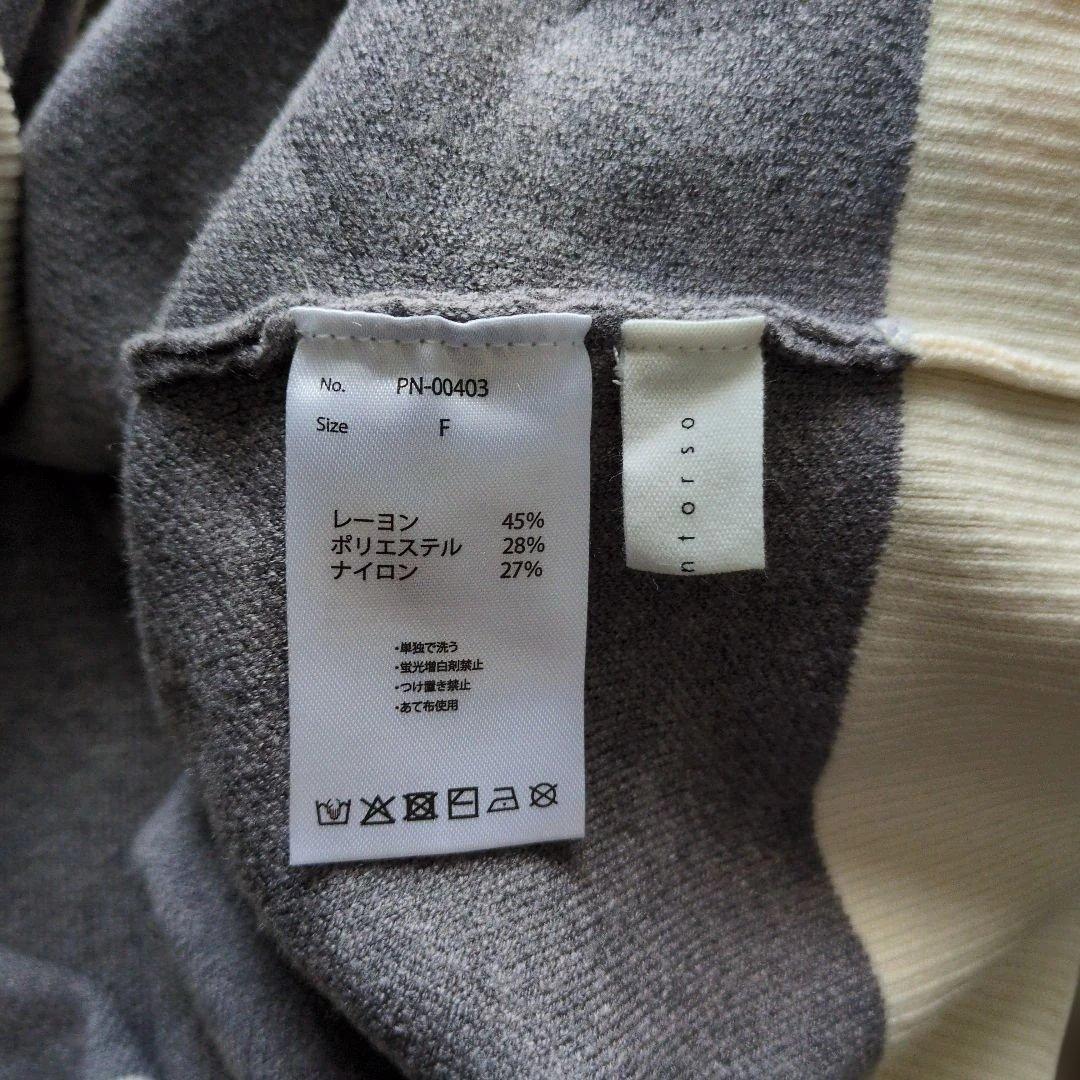 No. PN-00403
Size F
レーヨン 45%
ポリエステル 28%
ナイロン 27%
・単独で洗う
・蛍光増白剤禁止
・つけ置き禁止
・あて布使用
ntorso